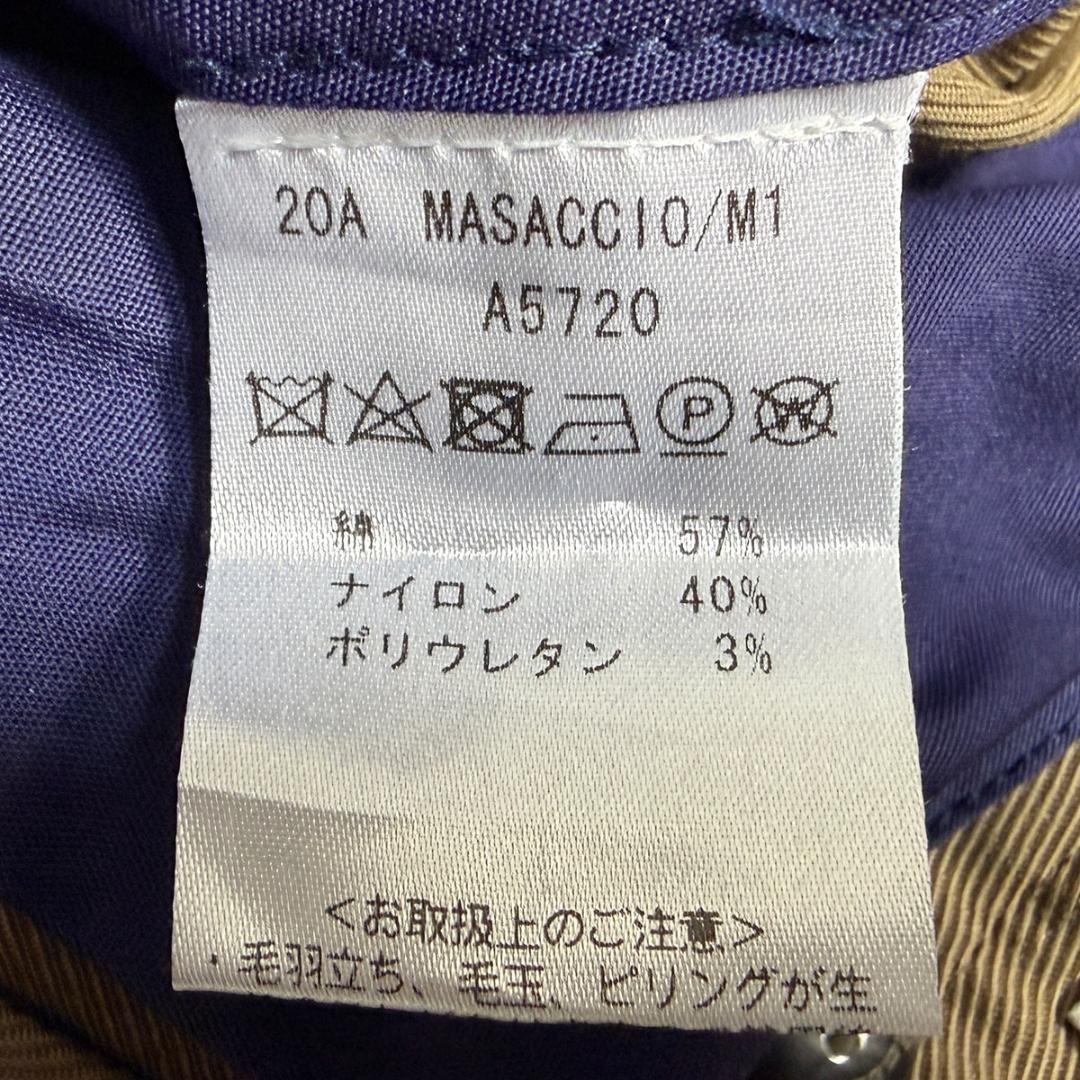 20A MASACCIO/M1
A5720
P W
綿 57%
ナイロン 40%
ポリウレタン 3%
<お取扱上のご注意>
・毛羽立ち、毛玉、ピリングが生